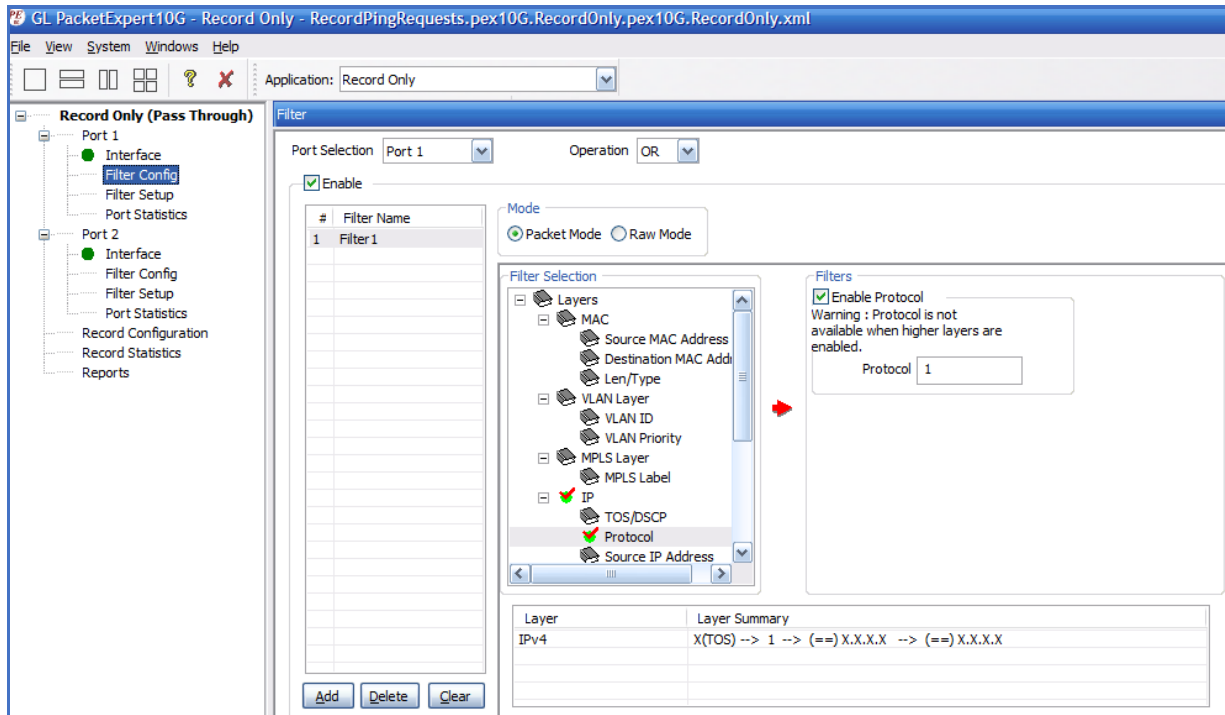 GL PacketExpert10G - Record Only - RecordPingRequests.pex10G.RecordOnly.pex10G.RecordOnly.xml
File View System Windows Help
Application: Record Only
Record Only (Pass Through)
Port 1
Interface
Filter Config
Filter Setup
Port Statistics
Port 2
Interface
Filter Config
Filter Setup
Port Statistics
Record Configuration
Record Statistics
Reports
Filter
Port Selection Port 1 Operation OR
Enable
# Filter Name
1 Filter1
Mode
Packet Mode Raw Mode
Filter Selection
Layers
MAC
Source MAC Address
Destination MAC Addr
Len/Type
VLAN Layer
VLAN ID
VLAN Priority
MPLS Layer
MPLS Label
IP
TOS/DSCP
Protocol
Source IP Address
Filters
Enable Protocol
Warning : Protocol is not
available when higher layers are
enabled.
Protocol 1
Layer Layer Summary
IPv4 X(TOS) --> 1 --> (==) X.X.X.X --> (==) X.X.X.X
Add Delete Clear